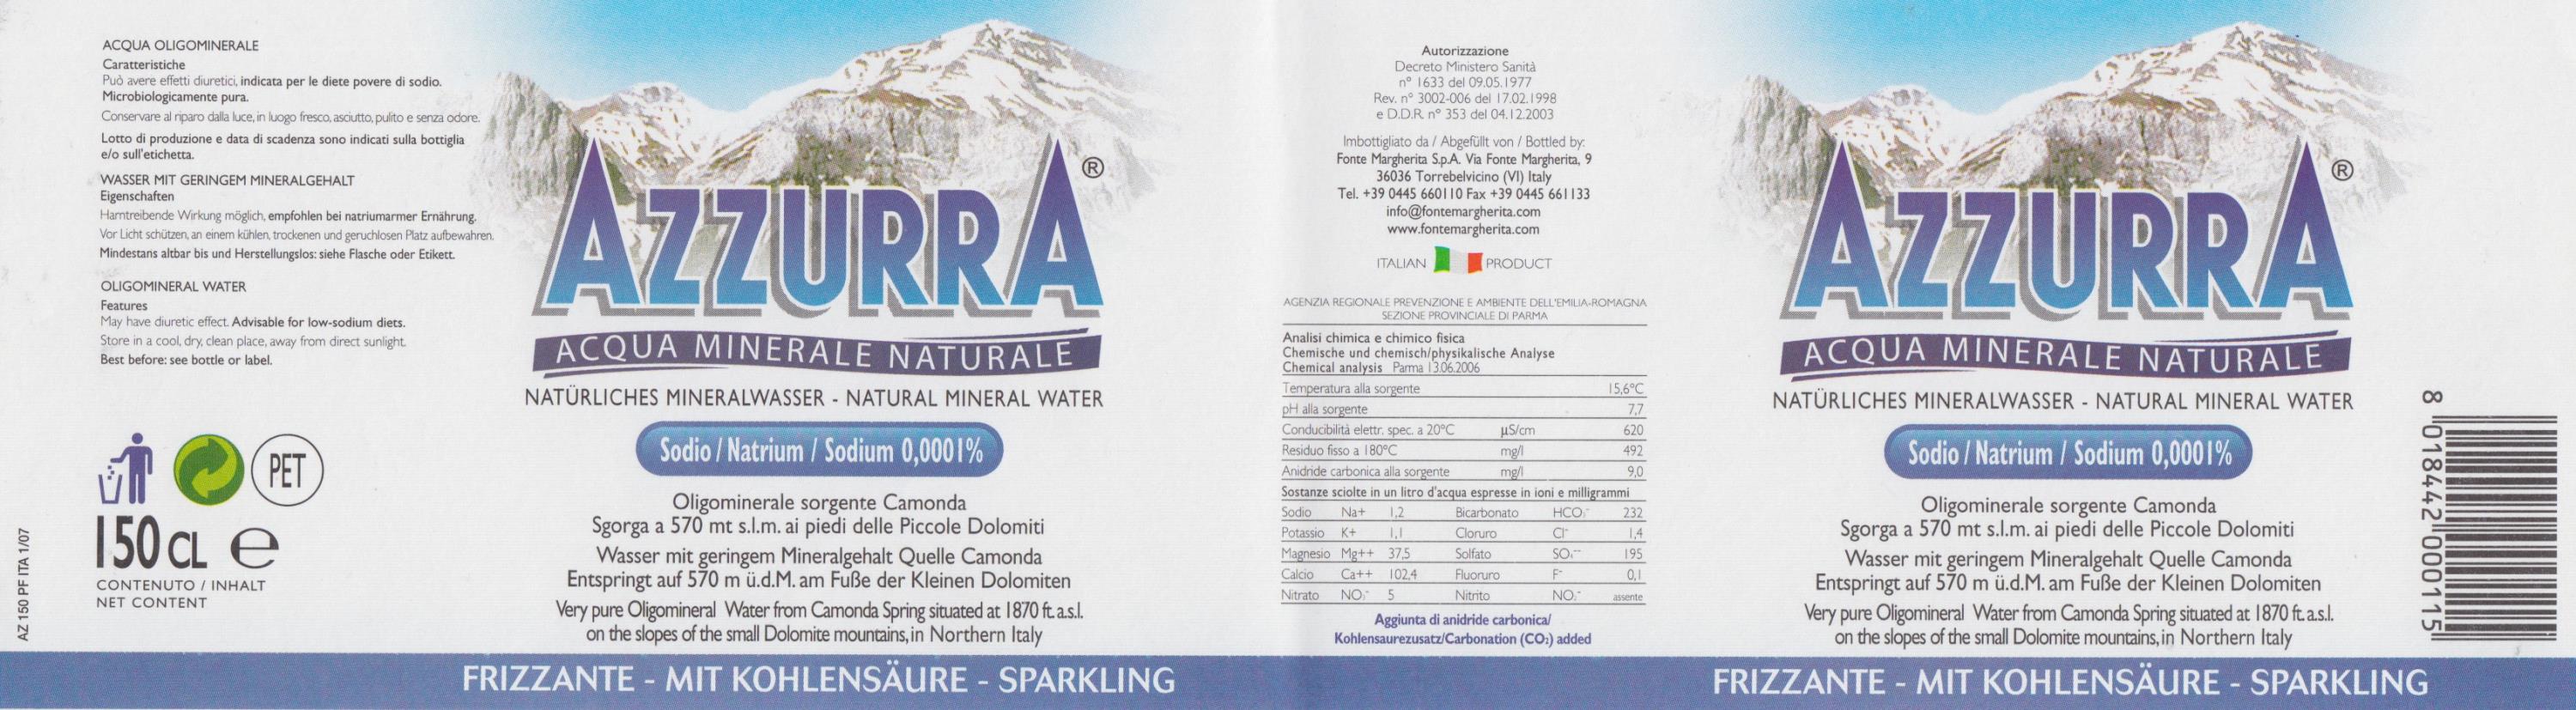 ACQUA OLIGOMINERALE
Caratteristiche
Può avere effetti diuretici, indicata per le diete povere di sodio.
Microbiologicamente pura.
Conservare al riparo dalla luce, in luogo fresco, asciutto, pulito e senza odore.
Lotto di produzione e data di scadenza sono indicati sulla bottiglia
e/o sull'etichetta.
WASSER MIT GERINGEM MINERALGEHALT
Eigenschaften
Harntreibende Wirkung möglich, empfohlen bei natriumarmer Ernährung.
Vor Licht schützen, an einem kühlen, trockenen und geruchlosen Platz aufbewahren.
Mindestans altbar bis und Herstellungslos: siehe Flasche oder Etikett.
OLIGOMINERAL WATER
Features
May have diuretic effect. Advisable for low-sodium diets.
Store in a cool, dry, clean place, away from direct sunlight.
Best before: see bottle or label.
PET
150 CL e
CONTENUTO / INHALT
NET CONTENT
AZ 150 PF ITA 1/07
AZZURRA ®
ACQUA MINERALE NATURALE
NATÜRLICHES MINERALWASSER - NATURAL MINERAL WATER
Sodio / Natrium / Sodium 0,0001%
Oligominerale sorgente Camonda
Sgorga a 570 mt s.l.m. ai piedi delle Piccole Dolomiti
Wasser mit geringem Mineralgehalt Quelle Camonda
Entspringt auf 570 m ü.d.M. am Fuße der Kleinen Dolomiten
Very pure Oligomineral Water from Camonda Spring situated at 1870 ft. a.s.l.
on the slopes of the small Dolomite mountains, in Northern Italy
FRIZZANTE - MIT KOHLENSÄURE - SPARKLING
Autorizzazione
Decreto Ministero Sanità
n° 1633 del 09.05.1977
Rev. n° 3002-006 del 17.02.1998
e D.D.R. n° 353 del 04.12.2003
Imbottigliato da / Abgefüllt von / Bottled by:
Fonte Margherita S.p.A. Via Fonte Margherita, 9
36036 Torrebelvicino (VI) Italy
Tel. +39 0445 660110 Fax +39 0445 661133
info@fontemargherita.com
www.fontemargherita.com
ITALIAN PRODUCT
AGENZIA REGIONALE PREVENZIONE E AMBIENTE DELL'EMILIA-ROMAGNA
SEZIONE PROVINCIALE DI PARMA
Analisi chimica e chimico fisica
Chemische und chemisch/physikalische Analyse
Chemical analysis Parma 13.06.2006
Temperatura alla sorgente 15,6°C
pH alla sorgente 7,7
Conducibilità elettr. spec. a 20°C µS/cm 620
Residuo fisso a 180°C mg/l 492
Anidride carbonica alla sorgente mg/l 9,0
Sostanze sciolte in un litro d'acqua espresse in ioni e milligrammi
Sodio Na+ 1,2 Bicarbonato HCO₃⁻ 232
Potassio K+ 1,1 Cloruro Cl⁻ 1,4
Magnesio Mg++ 37,5 Solfato SO₄⁻⁻ 195
Calcio Ca++ 102,4 Fluoruro F⁻ 0,1
Nitrato NO₃⁻ 5 Nitrito NO₂⁻ assente
Aggiunta di anidride carbonica/
Kohlensaurezusatz/Carbonation (CO₂) added
AZZURRA ®
ACQUA MINERALE NATURALE
NATÜRLICHES MINERALWASSER - NATURAL MINERAL WATER
Sodio / Natrium / Sodium 0,0001%
Oligominerale sorgente Camonda
Sgorga a 570 mt s.l.m. ai piedi delle Piccole Dolomiti
Wasser mit geringem Mineralgehalt Quelle Camonda
Entspringt auf 570 m ü.d.M. am Fuße der Kleinen Dolomiten
Very pure Oligomineral Water from Camonda Spring situated at 1870 ft. a.s.l.
on the slopes of the small Dolomite mountains, in Northern Italy
FRIZZANTE - MIT KOHLENSÄURE - SPARKLING
8 018442 000115